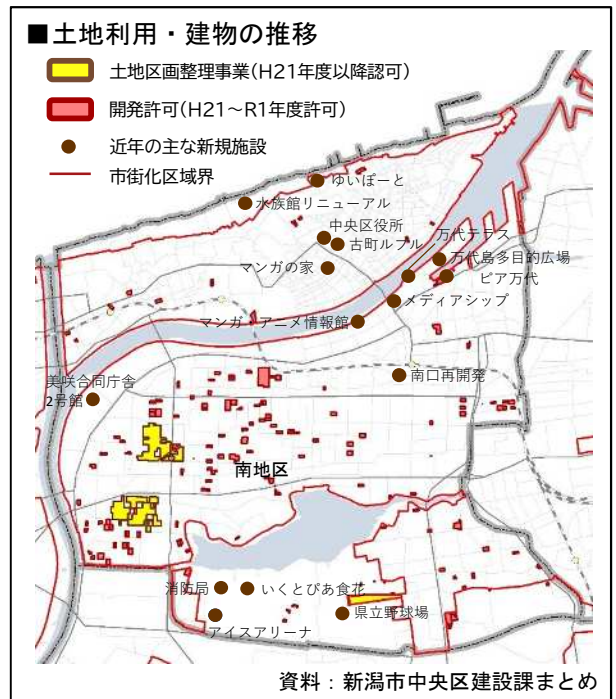 ■土地利用・建物の推移
土地区画整理事業(H21年度以降認可)
開発許可(H21～R1年度許可)
近年の主な新規施設
市街化区域界
ゆいぽーと
水族館リニューアル
中央区役所
万代テラス
古町ルフル
万代島多目的広場
マンガの家
ピア万代
メディアシップ
マンガ・アニメ情報館
美咲合同庁舎
2号館
南口再開発
南地区
消防局
いくとぴあ食花
県立野球場
アイスアリーナ
資料：新潟市中央区建設課まとめ